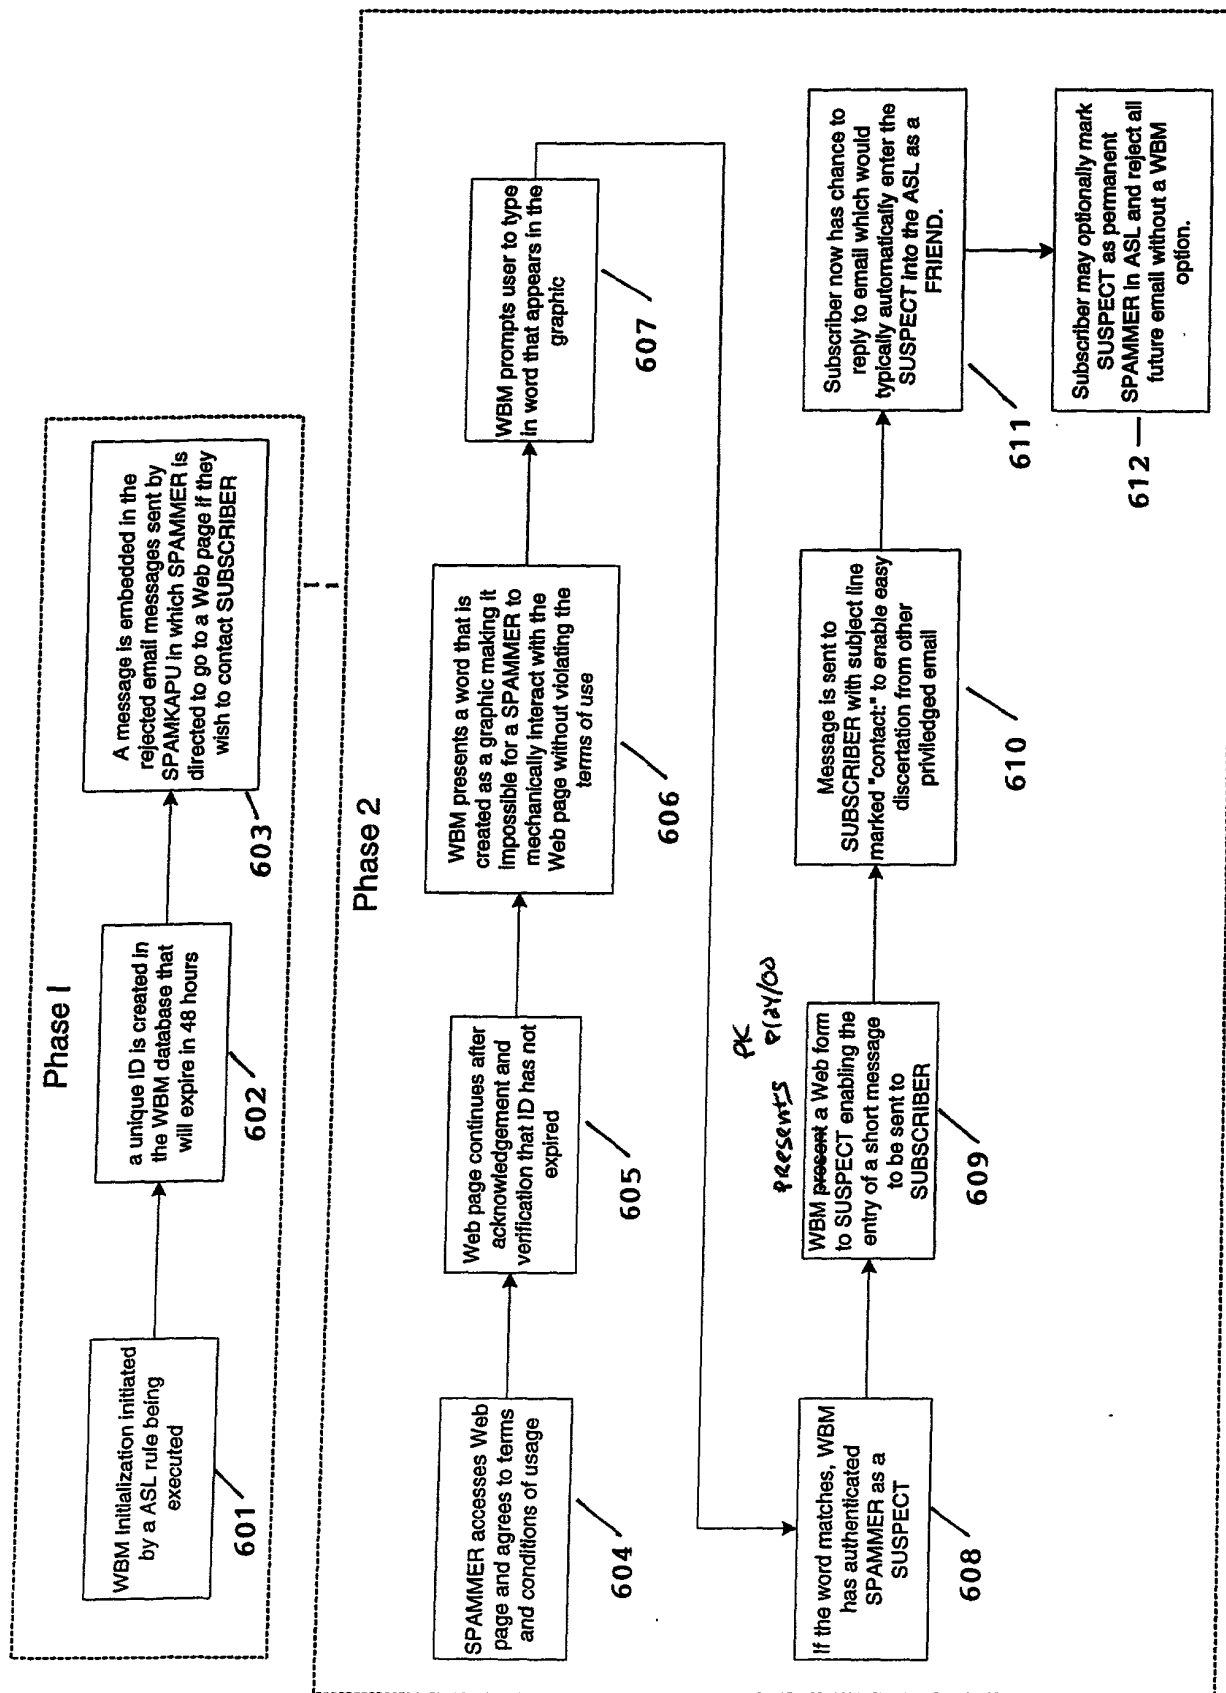 Phase I
WBM Initialization initiated
by a ASL rule being
executed
601
a unique ID is created in
the WBM database that
will expire in 48 hours
602
A message is embedded in the
rejected email messages sent by
SPAMKAPU in which SPAMMER is
directed to go to a Web page if they
wish to contact SUBSCRIBER
603
Phase 2
SPAMMER accesses Web
page and agrees to terms
and conditions of usage
604
Web page continues after
acknowledgement and
verification that ID has not
expired
605
WBM presents a word that is
created as a graphic making it
impossible for a SPAMMER to
mechanically interact with the
Web page without violating the
terms of use
606
WBM prompts user to type
in word that appears in the
graphic
607
If the word matches, WBM
has authenticated
SPAMMER as a
SUSPECT
608
presents PK
8/24/00
WBM present a Web form
to SUSPECT enabling the
entry of a short message
to be sent to
SUBSCRIBER
609
Message is sent to
SUBSCRIBER with subject line
marked "contact:" to enable easy
discertation from other
priviledged email
610
Subscriber now has chance to
reply to email which would
typically automatically enter the
SUSPECT into the ASL as a
FRIEND.
611
Subscriber may optionally mark
SUSPECT as permanent
SPAMMER in ASL and reject all
future email without a WBM
option.
612